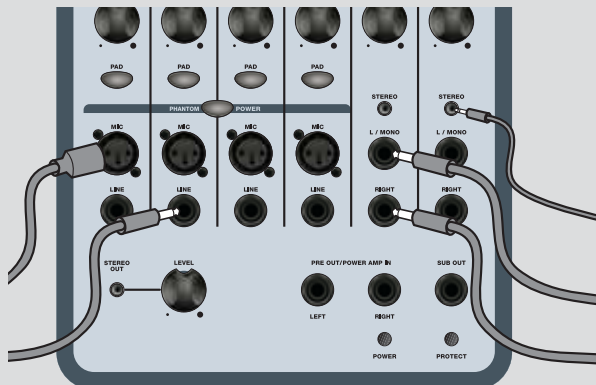 PAD PAD PAD PAD
PHANTOM POWER
STEREO STEREO
MIC MIC MIC MIC L / MONO L / MONO
LINE LINE LINE LINE RIGHT RIGHT
STEREO OUT
LEVEL
PRE OUT/POWER AMP IN
SUB OUT
LEFT RIGHT
POWER PROTECT